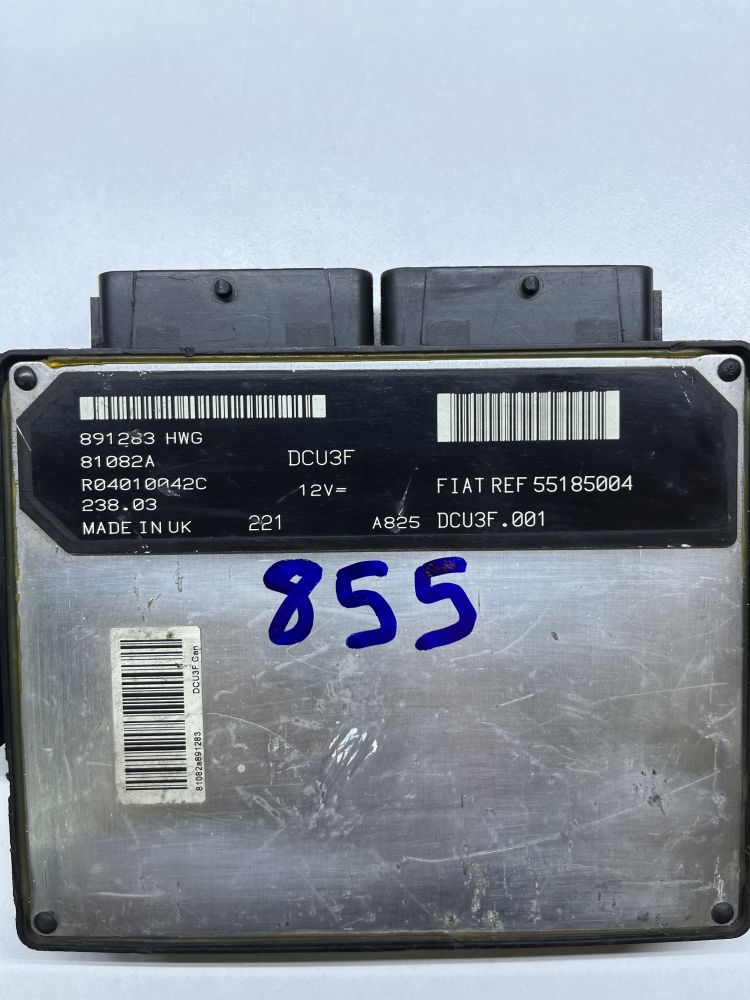 891283 HWG
81082A
DCU3F
R04010042C
12V=
FIAT REF 55185004
238.03
MADE IN UK
221
A825
DCU3F.001
855
DCU3F Gan
81082a891283